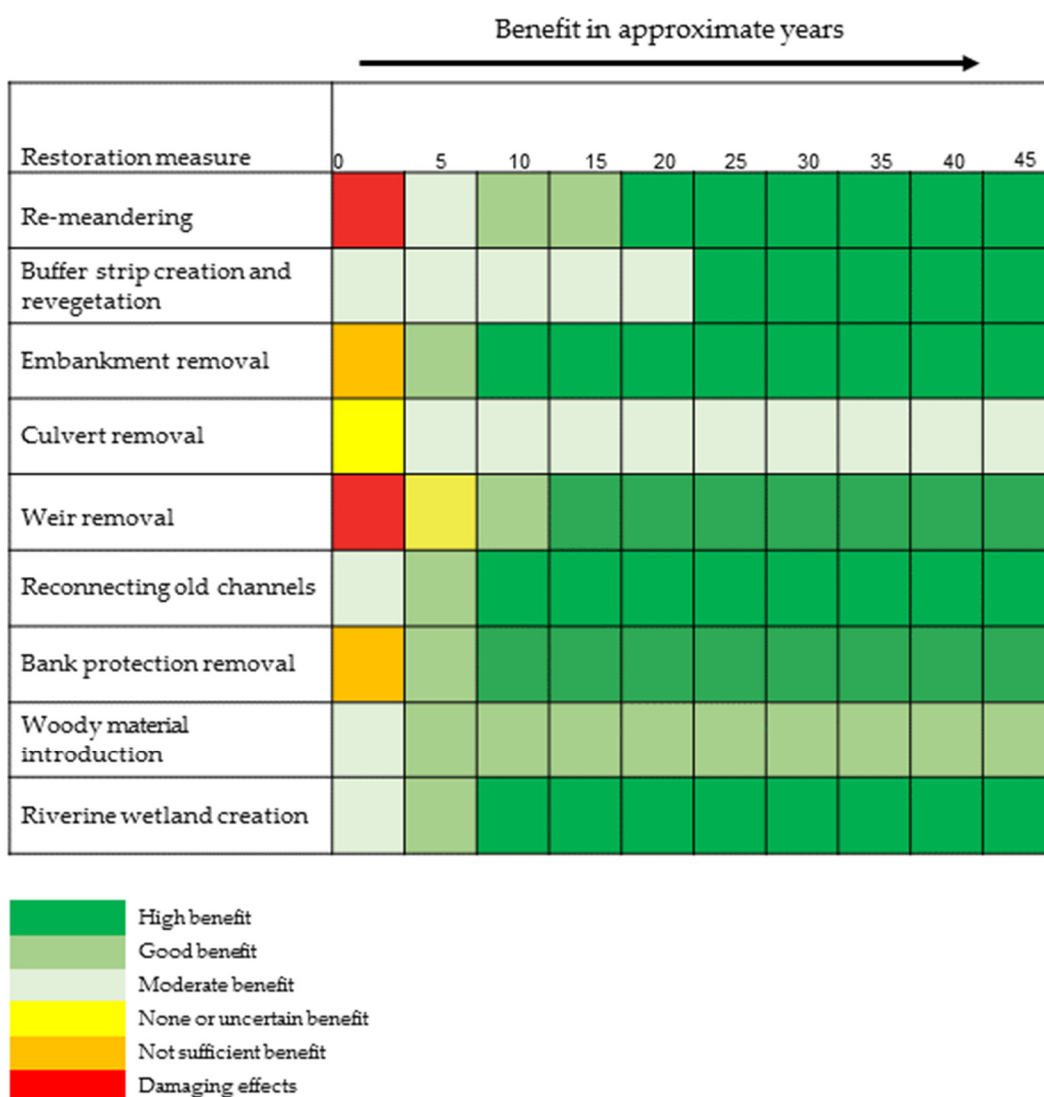 Benefit in approximate years
Restoration measure
0 5 10 15 20 25 30 35 40 45
Re-meandering
Buffer strip creation and
revegetation
Embankment removal
Culvert removal
Weir removal
Reconnecting old channels
Bank protection removal
Woody material
introduction
Riverine wetland creation
High benefit
Good benefit
Moderate benefit
None or uncertain benefit
Not sufficient benefit
Damaging effects